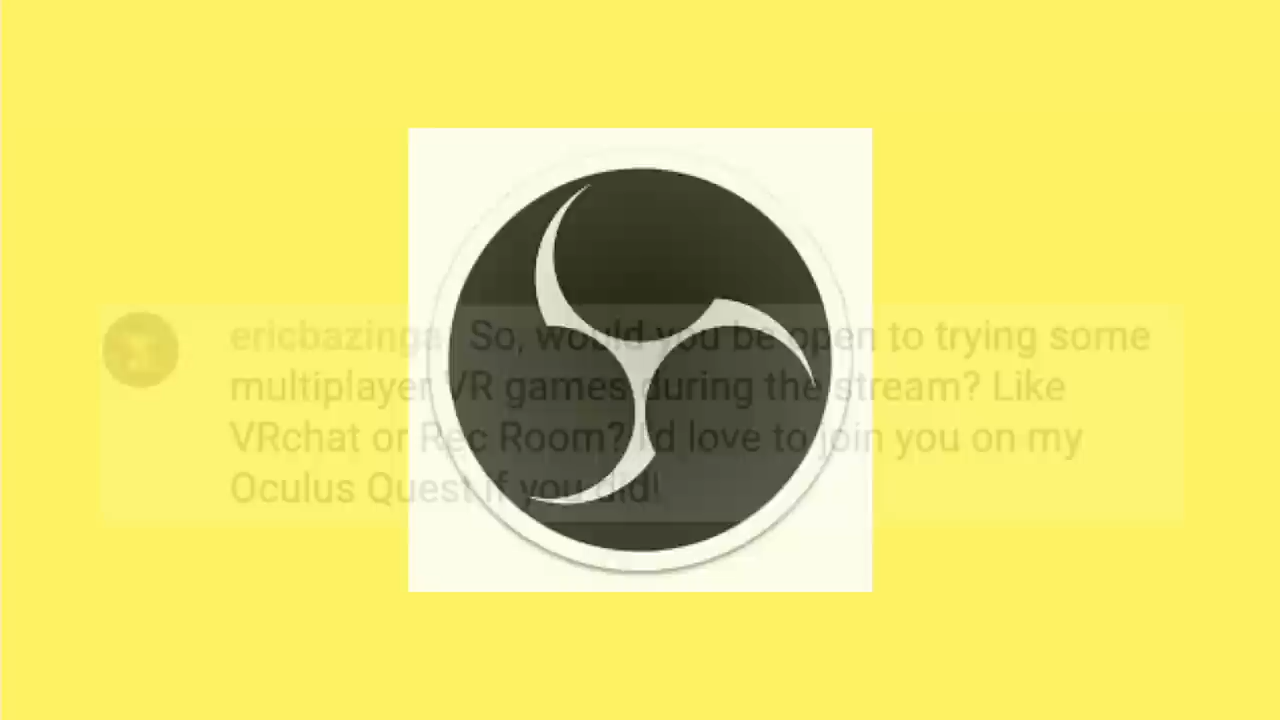 ericbazinga So, would you be open to trying some
multiplayer VR games during the stream? Like
VRchat or Rec Room? I'd love to join you on my
Oculus Quest if you did!